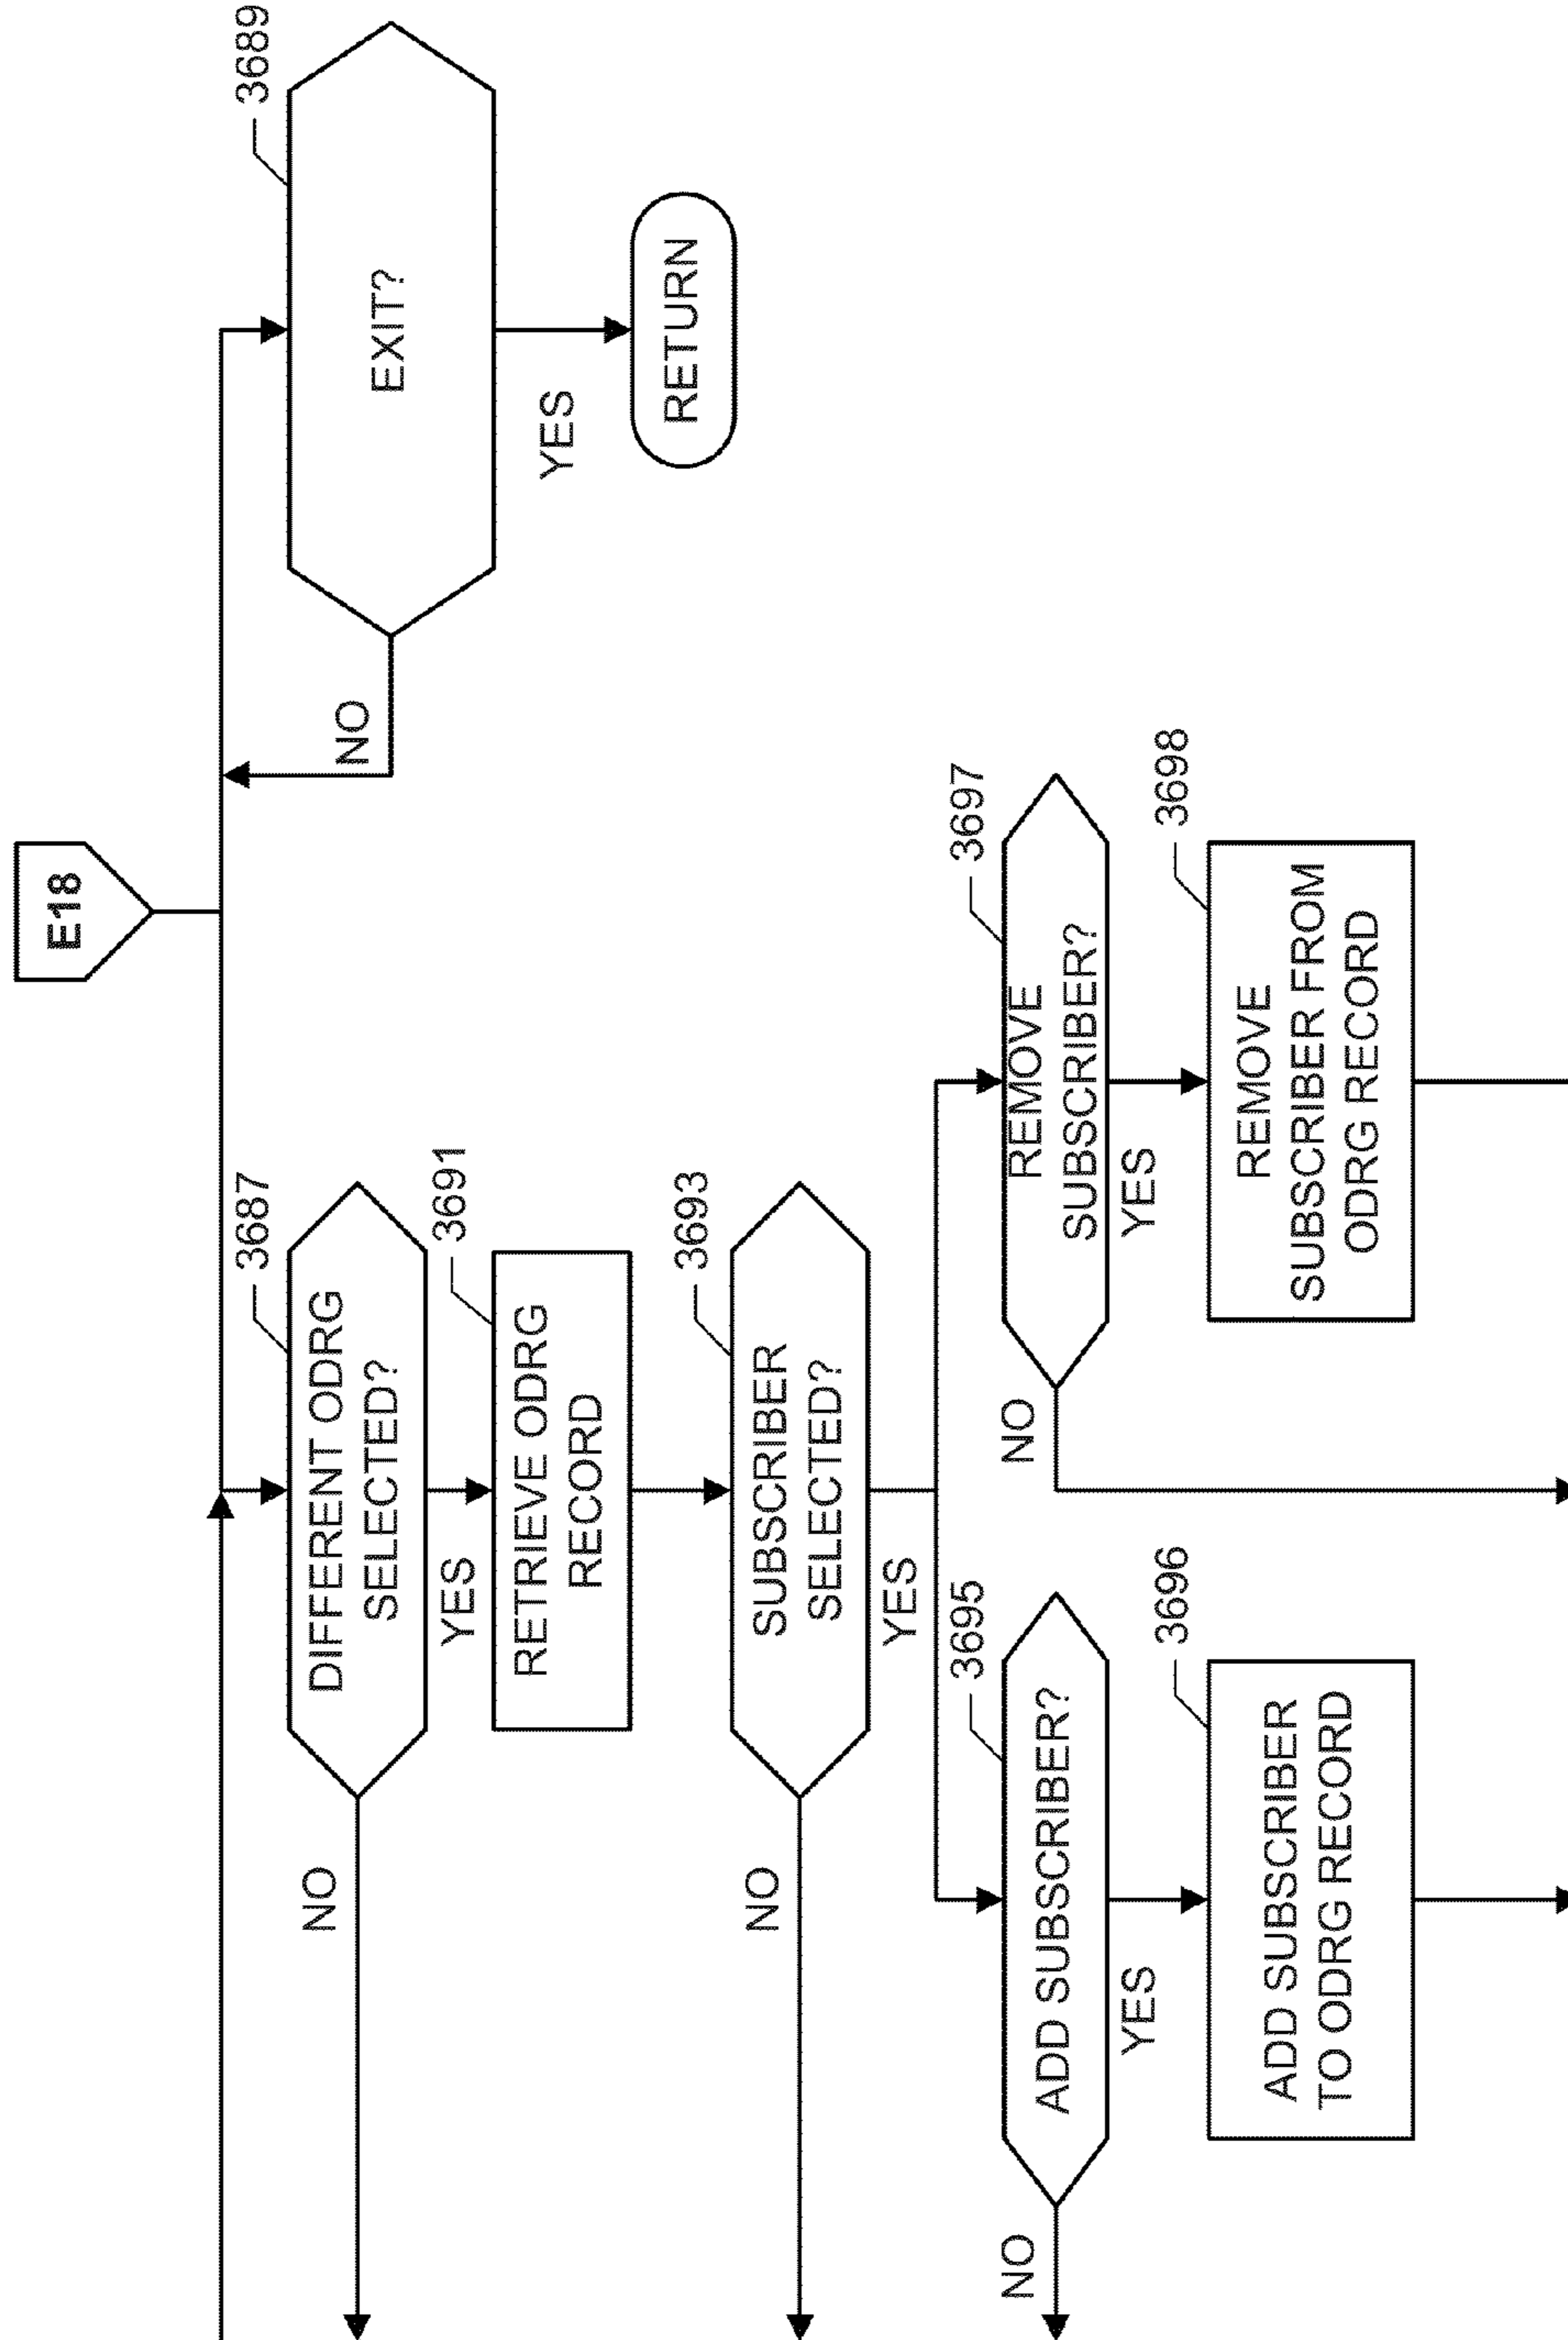 E18
3687
DIFFERENT ODRG
SELECTED?
NO
YES
3689
EXIT?
NO
YES
RETURN
3691
RETRIEVE ODRG
RECORD
3693
SUBSCRIBER
SELECTED?
NO
YES
3695
ADD SUBSCRIBER?
NO
YES
3697
REMOVE
SUBSCRIBER?
NO
YES
3696
ADD SUBSCRIBER
TO ODRG RECORD
3698
REMOVE
SUBSCRIBER FROM
ODRG RECORD